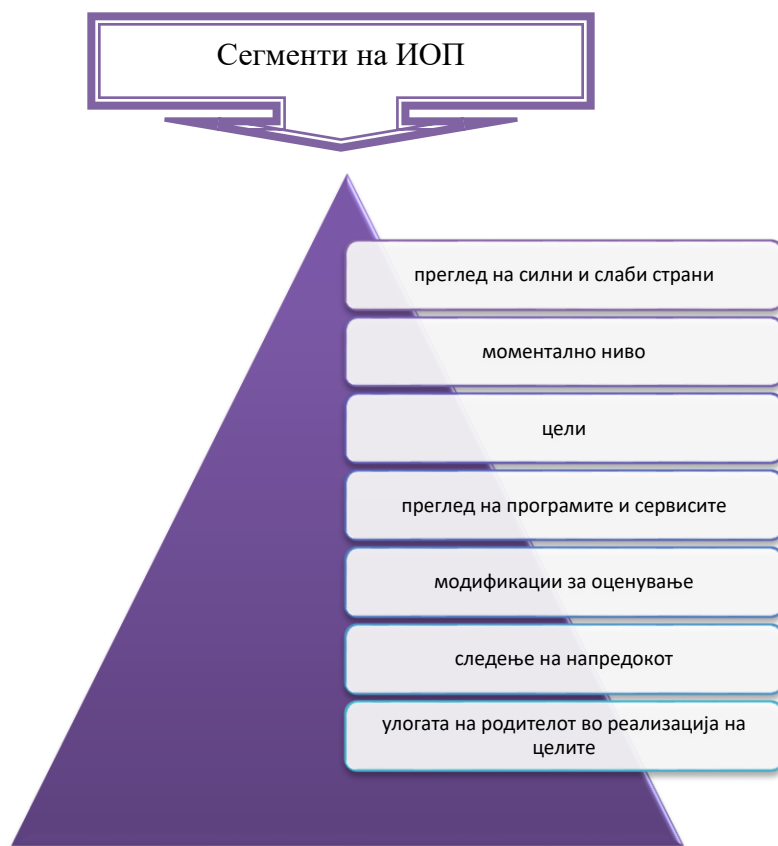 Сегменти на ИОП
преглед на силни и слаби страни
моментално ниво
цели
преглед на програмите и сервисите
модификации за оценување
следење на напредокот
улогата на родителот во реализација на
целите